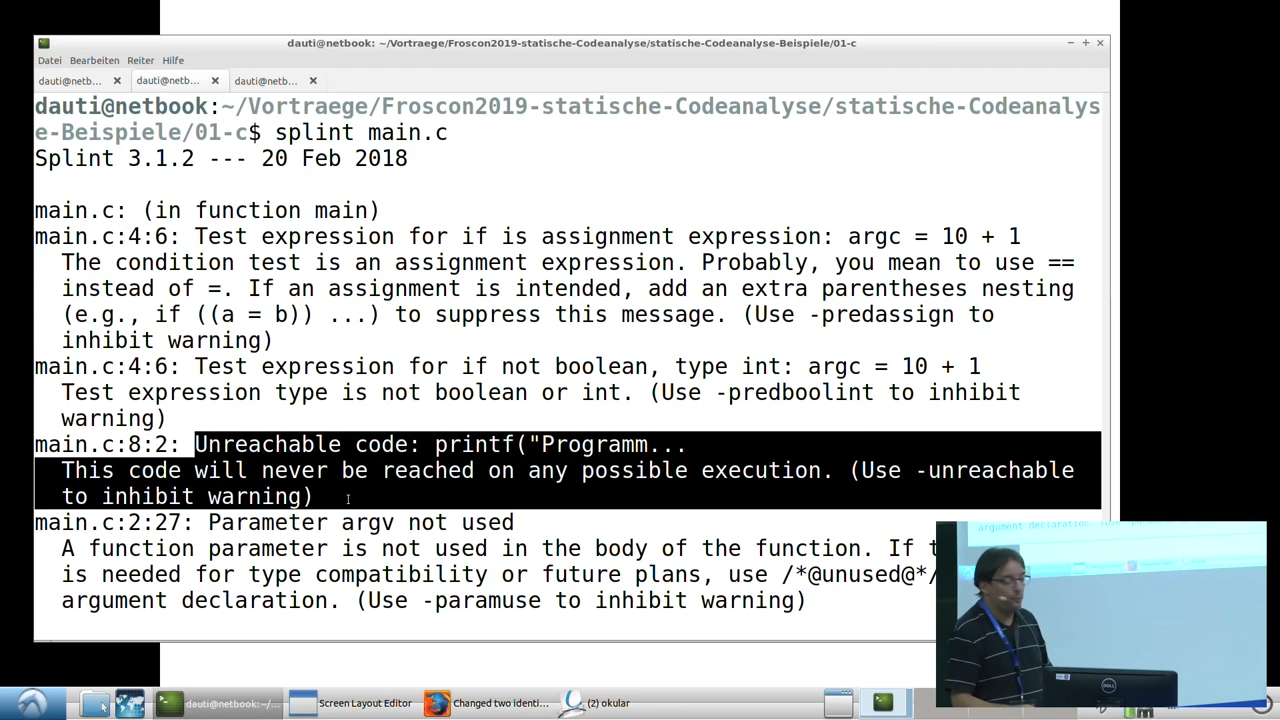 dauti@netbook: ~/Vortraege/Froscon2019-statische-Codeanalyse/statische-Codeanalyse-Beispiele/01-c
Datei Bearbeiten Reiter Hilfe
dauti@netb... dauti@netb... dauti@netb...
dauti@netbook:~/Vortraege/Froscon2019-statische-Codeanalyse/statische-Codeanalys
e-Beispiele/01-c$ splint main.c
Splint 3.1.2 --- 20 Feb 2018
main.c: (in function main)
main.c:4:6: Test expression for if is assignment expression: argc = 10 + 1
The condition test is an assignment expression. Probably, you mean to use ==
instead of =. If an assignment is intended, add an extra parentheses nesting
(e.g., if ((a = b)) ...) to suppress this message. (Use -predassign to
inhibit warning)
main.c:4:6: Test expression for if not boolean, type int: argc = 10 + 1
Test expression type is not boolean or int. (Use -predboolint to inhibit
warning)
main.c:8:2: Unreachable code: printf("Programm...
This code will never be reached on any possible execution. (Use -unreachable
to inhibit warning)
main.c:2:27: Parameter argv not used
A function parameter is not used in the body of the function. If t
is needed for type compatibility or future plans, use /*@unused@*/
argument declaration. (Use -paramuse to inhibit warning)
dauti@netbook: ~/... Screen Layout Editor Changed two identi... (2) okular
DELL